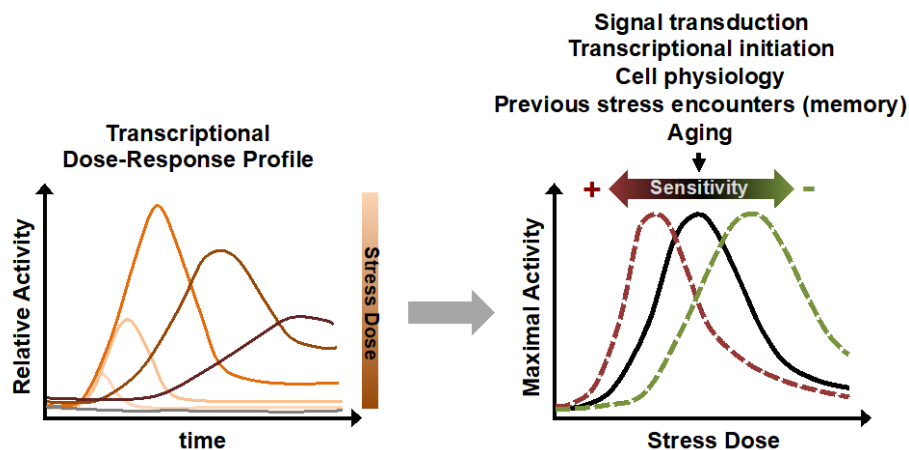 Signal transduction
Transcriptional initiation
Cell physiology
Previous stress encounters (memory)
Aging
Transcriptional
Dose-Response Profile
Relative Activity
time
Stress Dose
+ Sensitivity -
Maximal Activity
Stress Dose